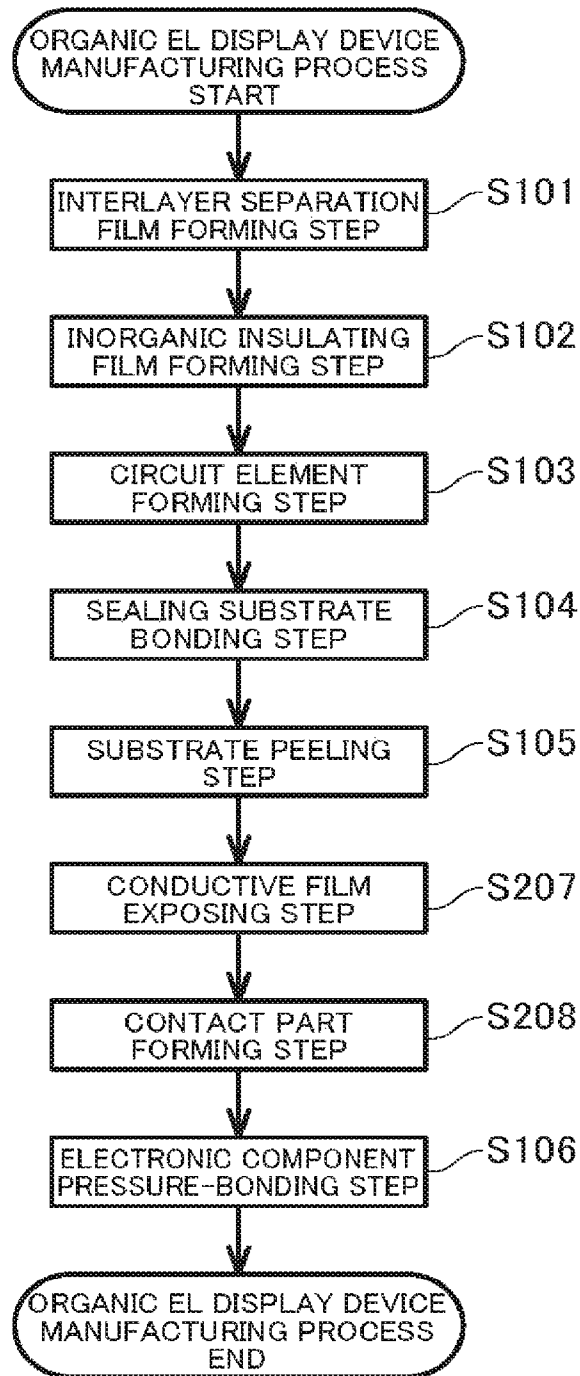 ORGANIC EL DISPLAY DEVICE
MANUFACTURING PROCESS
START
INTERLAYER SEPARATION
FILM FORMING STEP
S101
INORGANIC INSULATING
FILM FORMING STEP
S102
CIRCUIT ELEMENT
FORMING STEP
S103
SEALING SUBSTRATE
BONDING STEP
S104
SUBSTRATE PEELING
STEP
S105
CONDUCTIVE FILM
EXPOSING STEP
S207
CONTACT PART
FORMING STEP
S208
ELECTRONIC COMPONENT
PRESSURE-BONDING STEP
S106
ORGANIC EL DISPLAY DEVICE
MANUFACTURING PROCESS
END